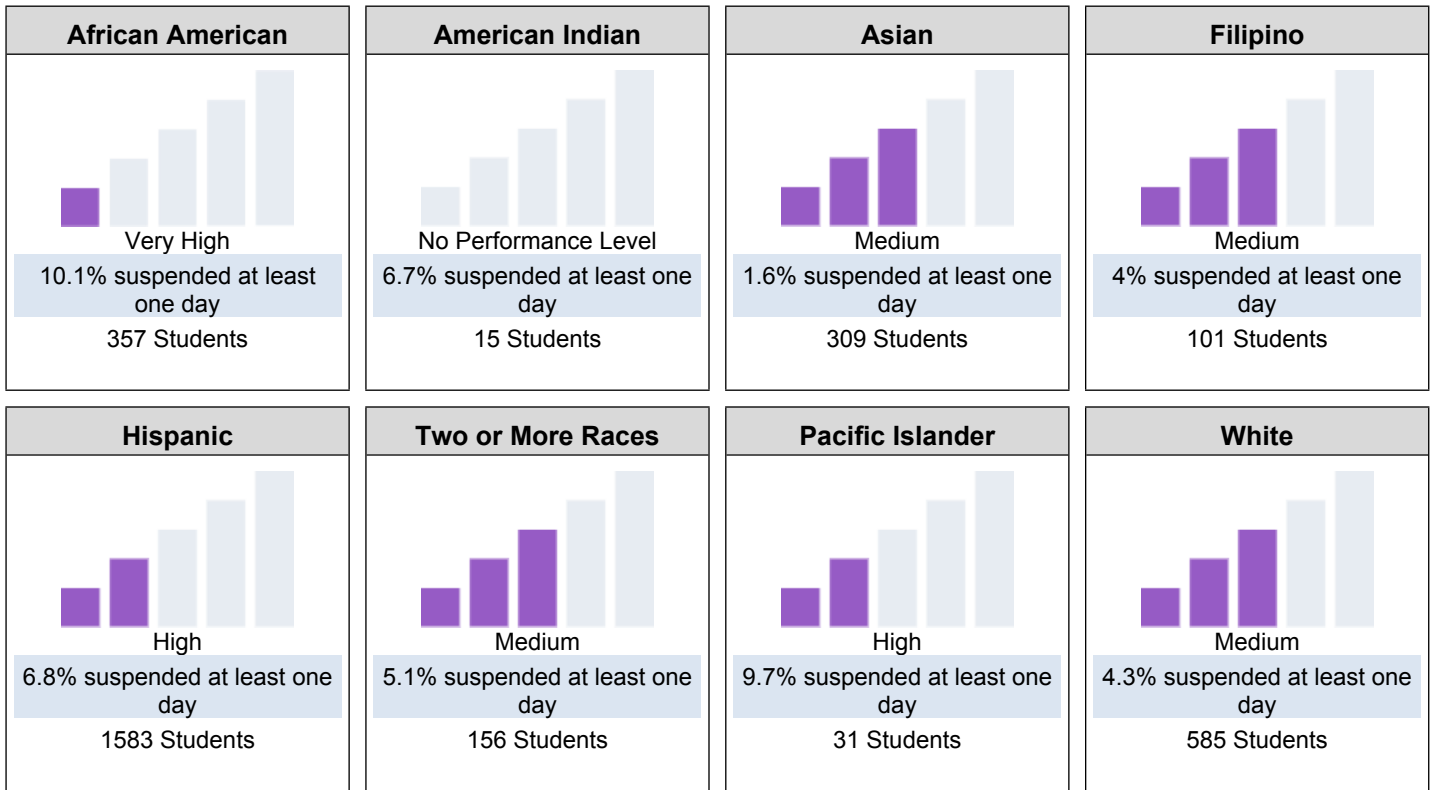 African American
Very High
10.1% suspended at least
one day
357 Students
American Indian
No Performance Level
6.7% suspended at least one
day
15 Students
Asian
Medium
1.6% suspended at least one
day
309 Students
Filipino
Medium
4% suspended at least one
day
101 Students
Hispanic
High
6.8% suspended at least one
day
1583 Students
Two or More Races
Medium
5.1% suspended at least one
day
156 Students
Pacific Islander
High
9.7% suspended at least one
day
31 Students
White
Medium
4.3% suspended at least one
day
585 Students